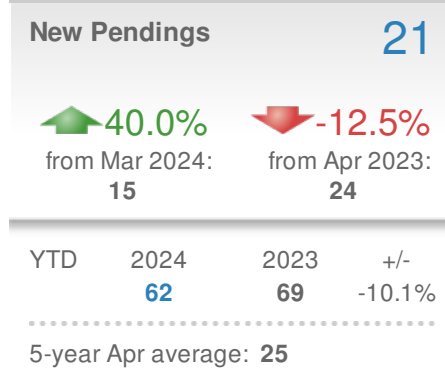 New Pendings 21
40.0% -12.5%
from Mar 2024: from Apr 2023:
15 24
YTD 2024 2023 +/-
62 69 -10.1%
5-year Apr average: 25